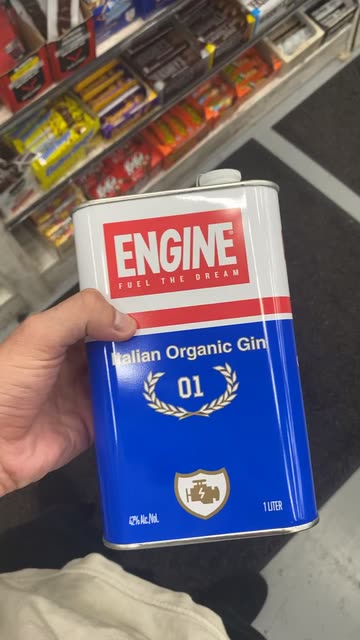 ENGINE
FUEL THE DREAM
Italian Organic Gin
01
42% Alc./Vol.
1 LITER